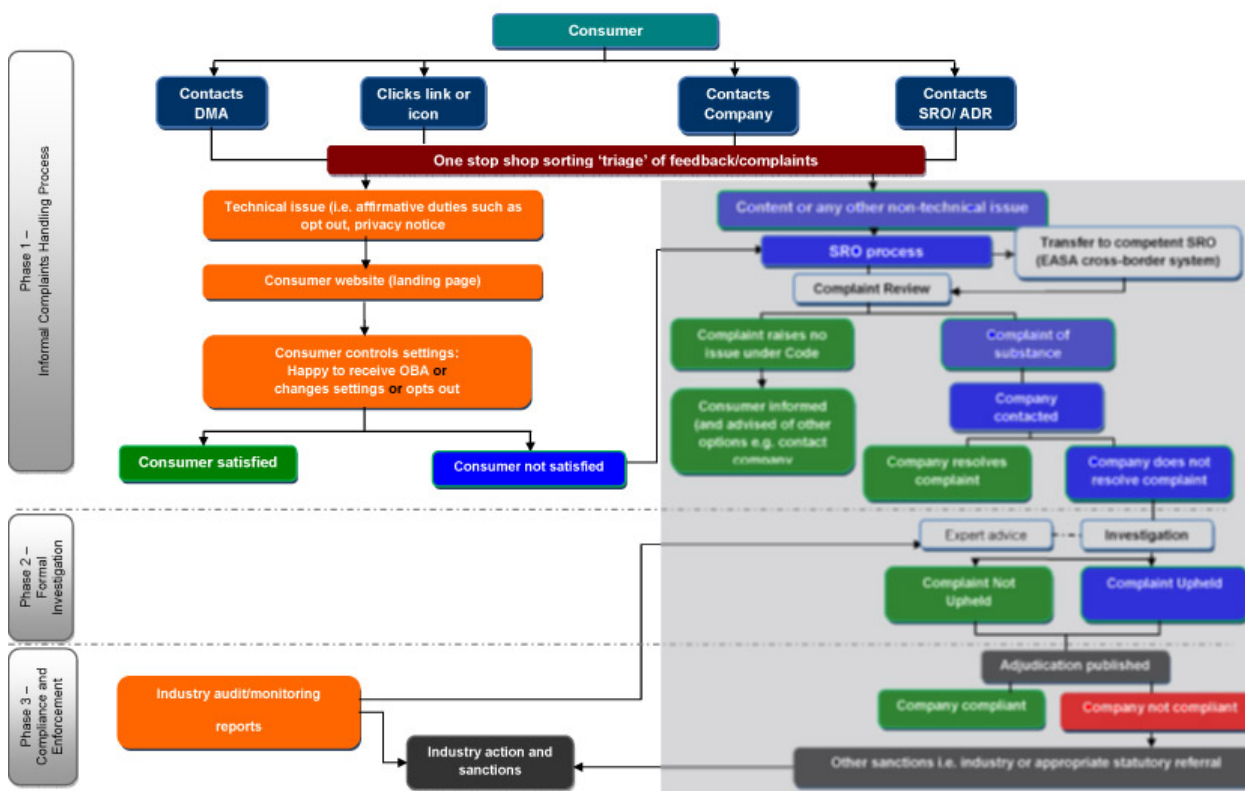 Consumer
Contacts
DMA
Clicks link or
icon
Contacts
Company
Contacts
SRO/ ADR
One stop shop sorting ‘triage’ of feedback/complaints
Phase 1 –
Informal Complaints Handling Process
Technical issue (i.e. affirmative duties such as
opt out, privacy notice
Consumer website (landing page)
Consumer controls settings:
Happy to receive OBA or
changes settings or opts out
Consumer satisfied
Consumer not satisfied
Content or any other non-technical issue
SRO process
Transfer to competent SRO
(EASA cross-border system)
Complaint Review
Complaint raises no
issue under Code
Complaint of
substance
Consumer informed
(and advised of other
options e.g. contact
company
Company
contacted
Company resolves
complaint
Company does not
resolve complaint
Phase 2 –
Formal
Investigation
Expert advice
Investigation
Complaint Not
Upheld
Complaint Upheld
Phase 3 –
Compliance and
Enforcement
Adjudication published
Industry audit/monitoring
reports
Company compliant
Company not compliant
Industry action and
sanctions
Other sanctions i.e. industry or appropriate statutory referral